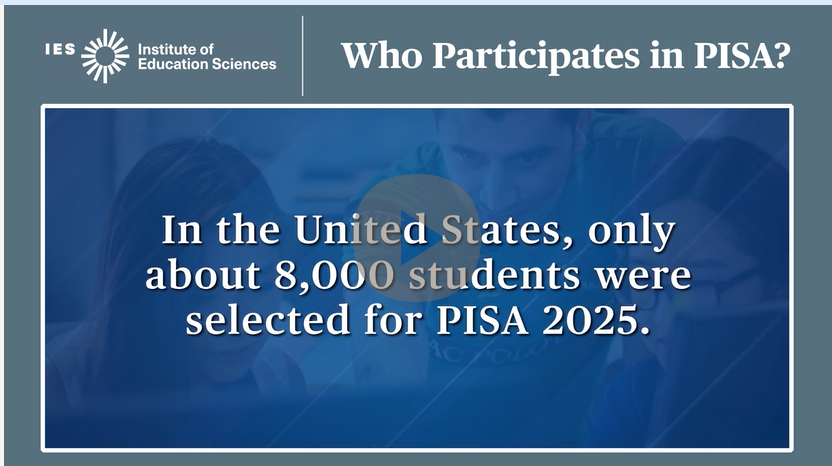 IES
Institute of
Education Sciences
Who Participates in PISA?
In the United States, only
about 8,000 students were
selected for PISA 2025.